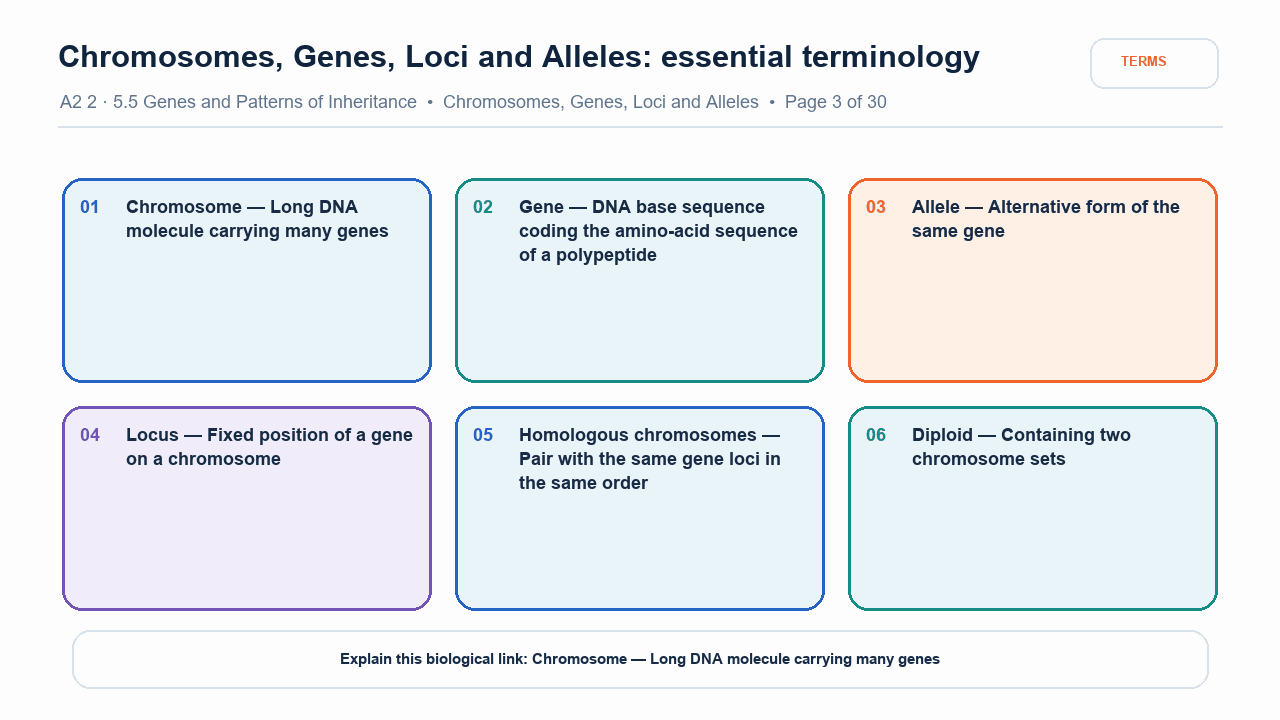 Chromosomes, Genes, Loci and Alleles: essential terminology
TERMS
A2 2 · 5.5 Genes and Patterns of Inheritance • Chromosomes, Genes, Loci and Alleles • Page 3 of 30
01 Chromosome — Long DNA
molecule carrying many genes
02 Gene — DNA base sequence
coding the amino-acid sequence
of a polypeptide
03 Allele — Alternative form of the
same gene
04 Locus — Fixed position of a gene
on a chromosome
05 Homologous chromosomes —
Pair with the same gene loci in
the same order
06 Diploid — Containing two
chromosome sets
Explain this biological link: Chromosome — Long DNA molecule carrying many genes